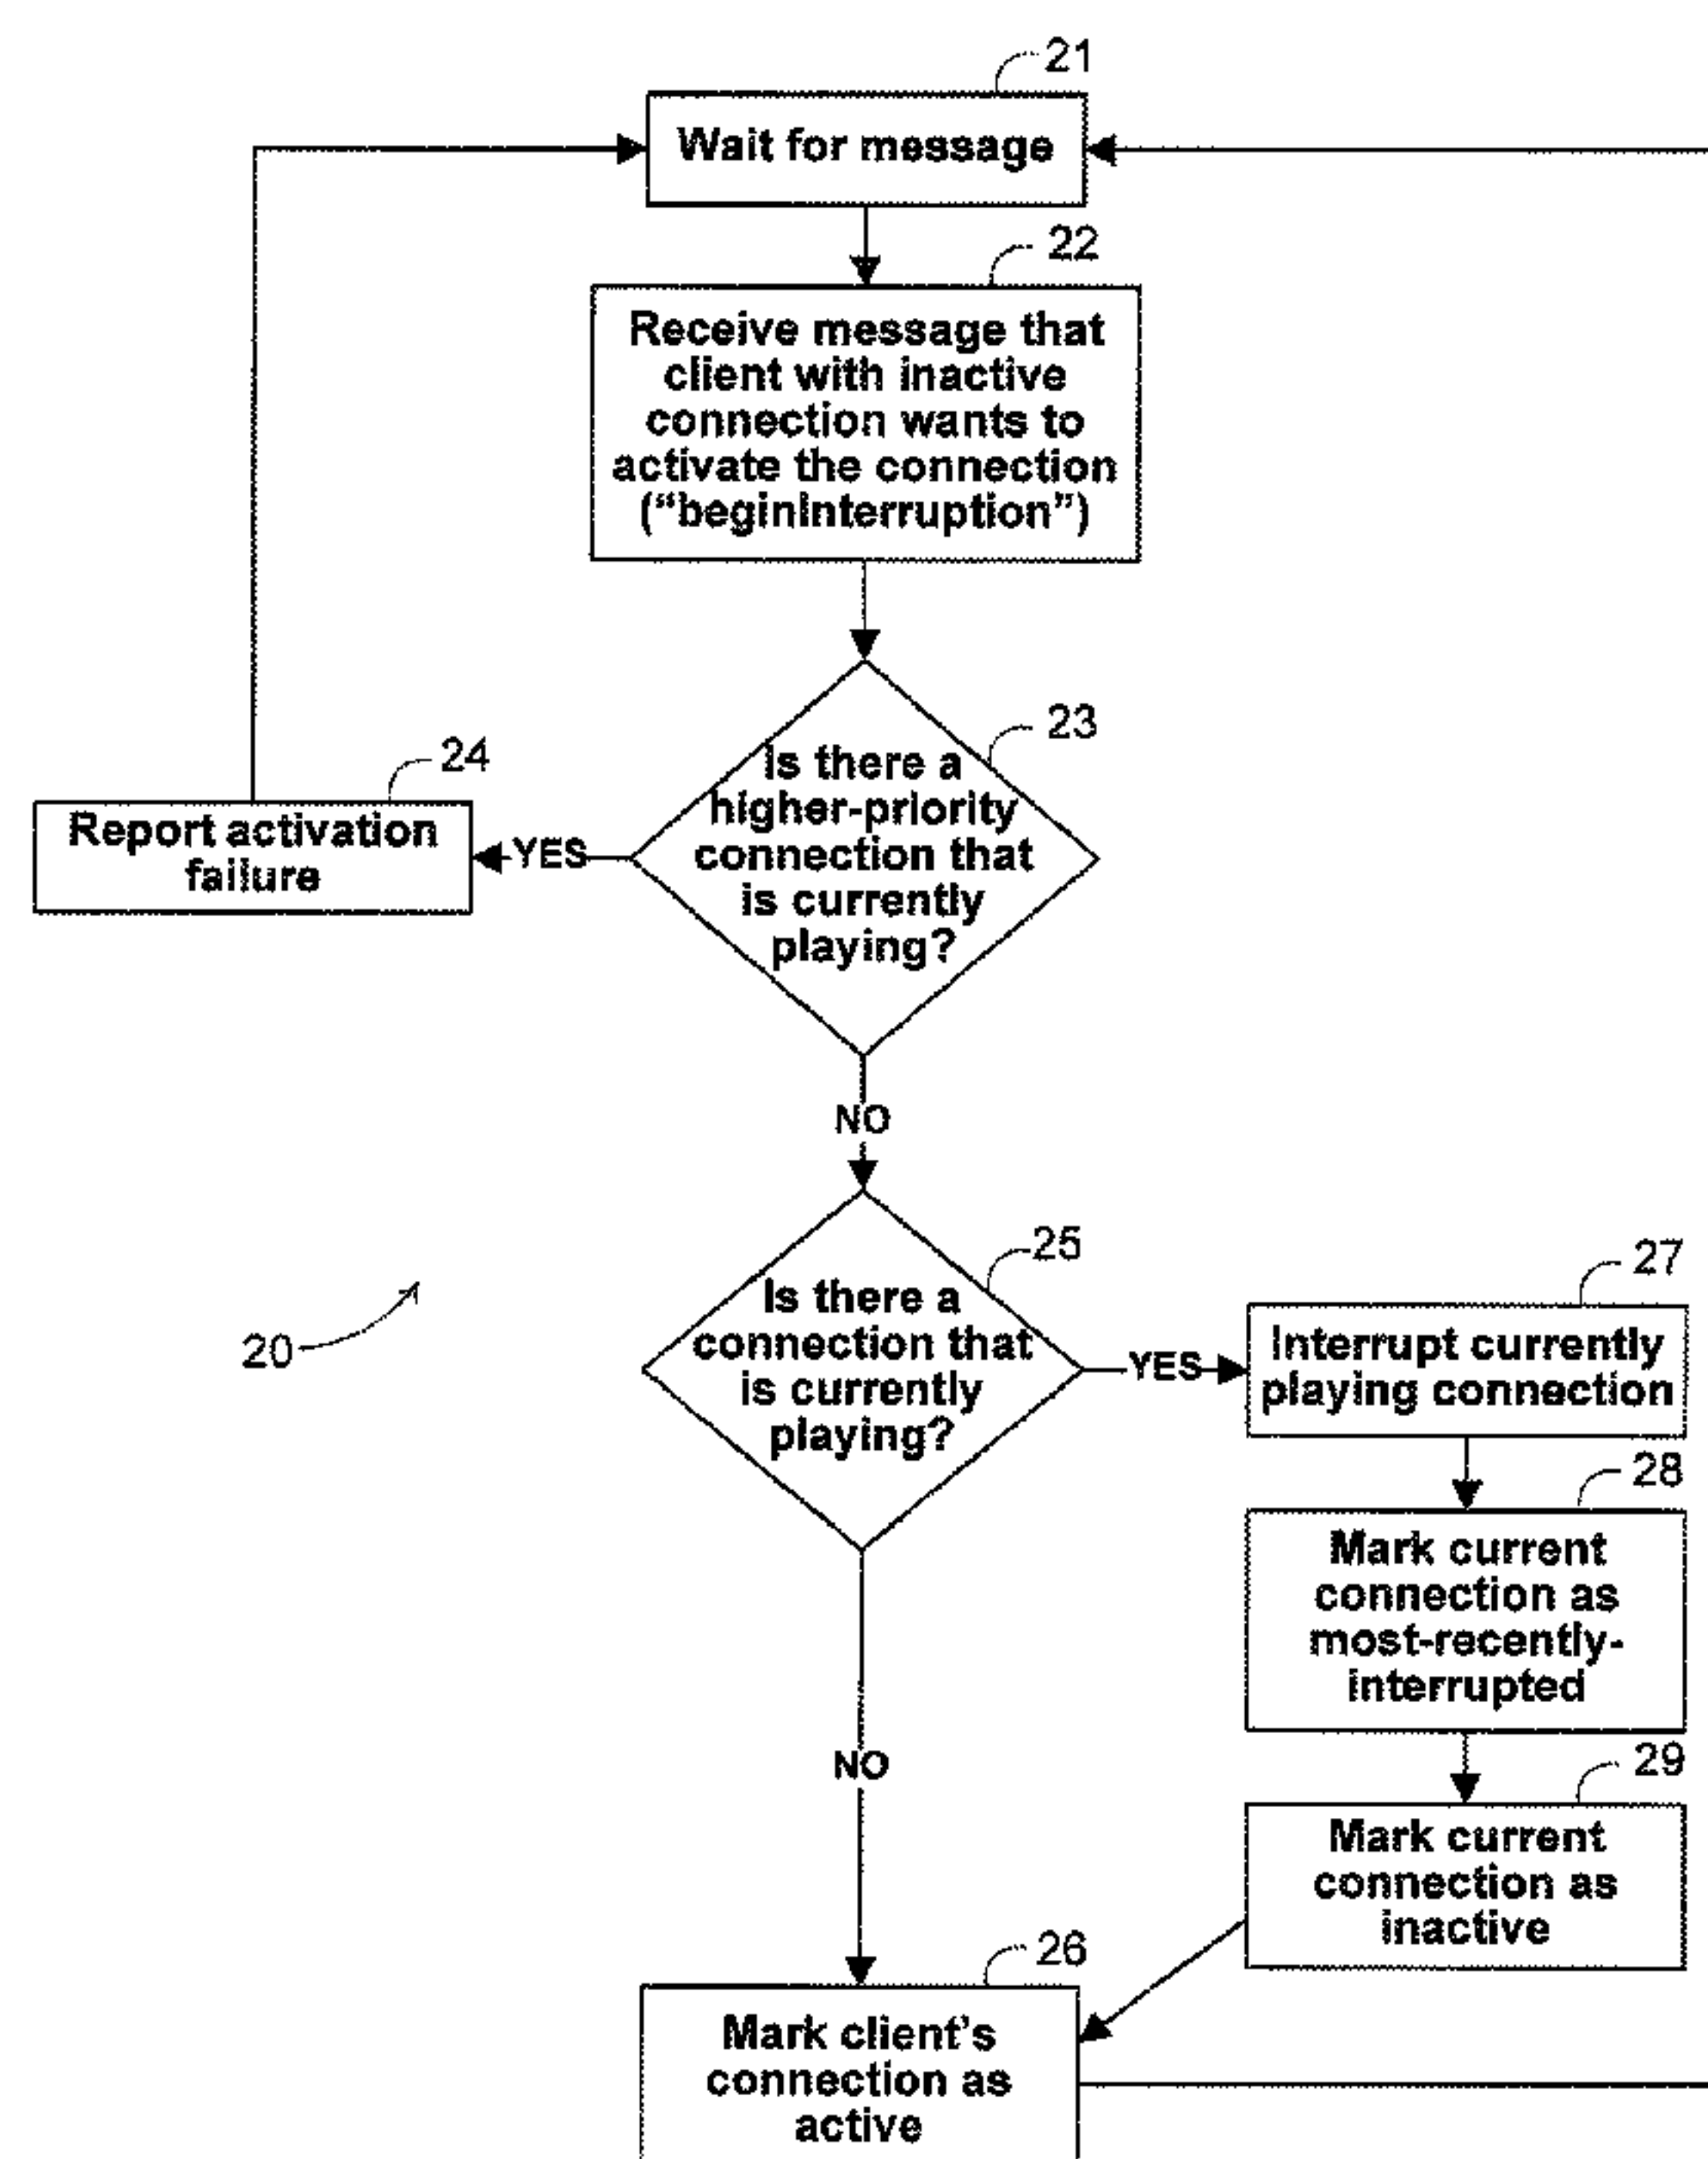 21
Wait for message
22
Receive message that
client with inactive
connection wants to
activate the connection
(“beginInterruption”)
23
Is there a
higher-priority
connection that
is currently
playing?
24
Report activation
failure
YES
NO
25
Is there a
connection that
is currently
playing?
20
YES
27
Interrupt currently
playing connection
28
Mark current
connection as
most-recently-
interrupted
29
Mark current
connection as
inactive
NO
26
Mark client’s
connection as
active